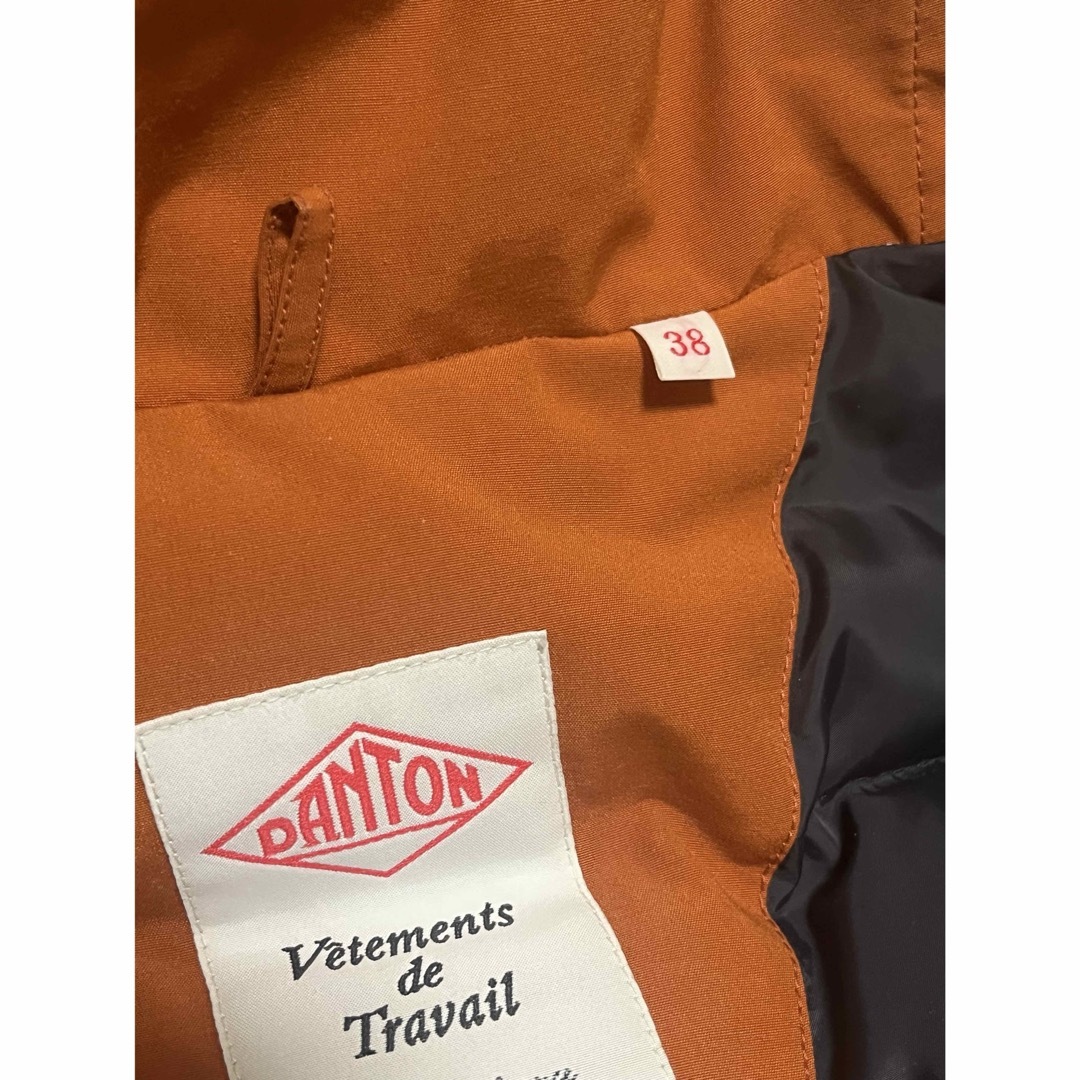 38
DANTON
Vêtements
de
Travail